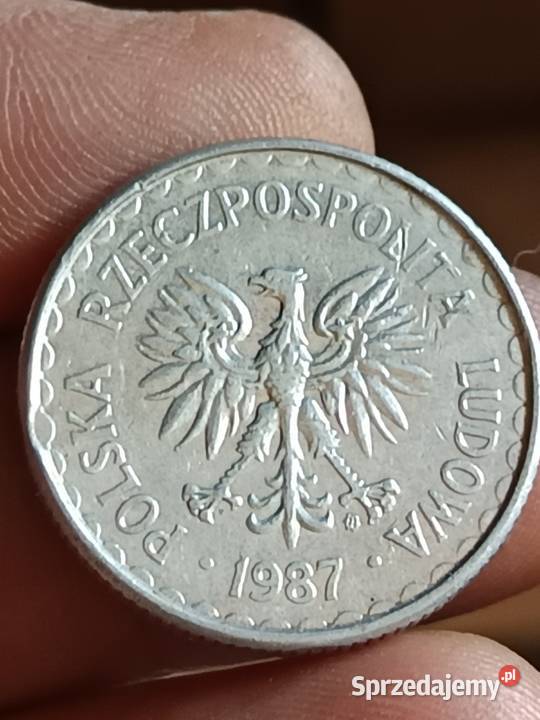 POLSKA RZECZPOSPOLITA LUDOWA
· 1987 ·
Sprzedajemy.pl